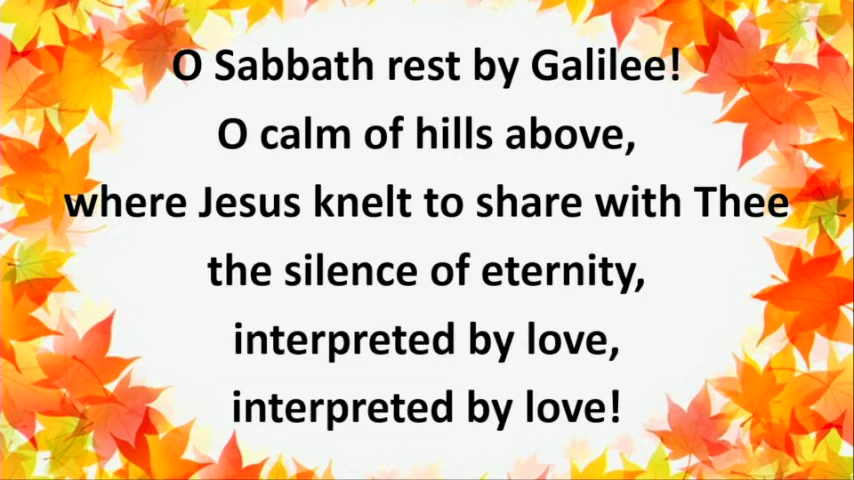 O Sabbath rest by Galilee!
O calm of hills above,
where Jesus knelt to share with Thee
the silence of eternity,
interpreted by love,
interpreted by love!